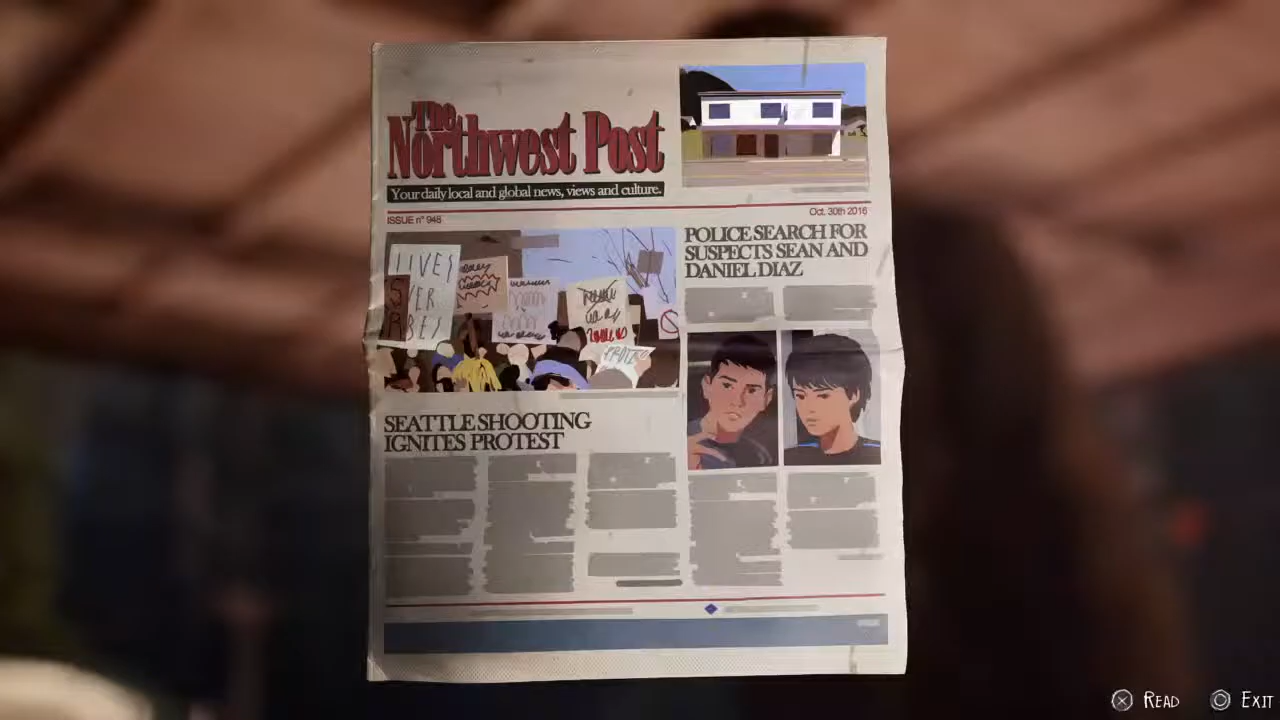 The
Northwest Post
Your daily local and global news, views and culture.
ISSUE n° 948
Oct. 30th 2016
POLICE SEARCH FOR
SUSPECTS SEAN AND
DANIEL DIAZ
LIVES
SEATTLE SHOOTING
IGNITES PROTEST
READ
EXIT